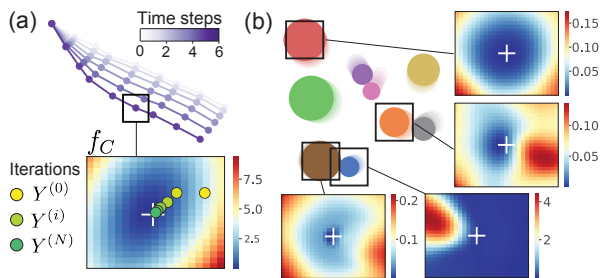 (a)
Time steps
0 2 4 6
f_C
Iterations
Y^(0)
Y^(i)
Y^(N)
7.5
5.0
2.5
(b)
0.15
0.10
0.05
0.10
0.05
0.2
0.1
4
2